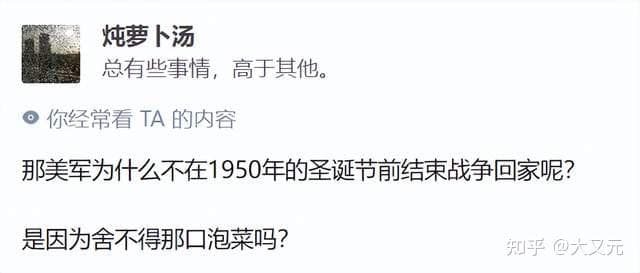 炖萝卜汤
总有些事情，高于其他。
你经常看 TA 的内容
那美军为什么不在1950年的圣诞节前结束战争回家呢？
是因为舍不得那口泡菜吗？
知乎 @大又元